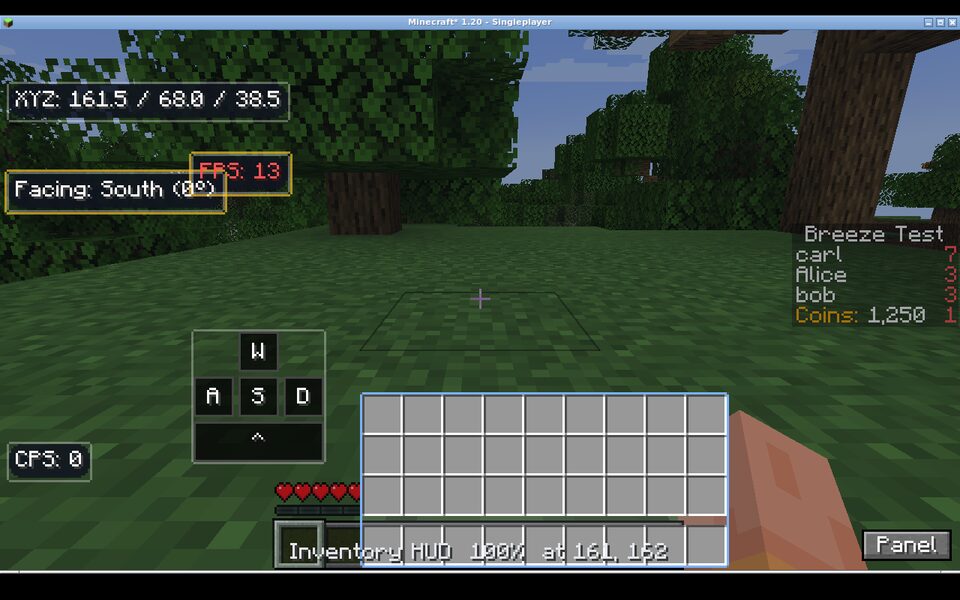 Minecraft* 1.20 - Singleplayer
XYZ: 161.5 / 68.0 / 38.5
FPS: 13
Facing: South (0°)
Breeze Test
carl 7
Alice 3
bob 3
Coins: 1,250 1
W
A S D
^
CPS: 0
Inventory HUD 100% at 161, 162
Panel